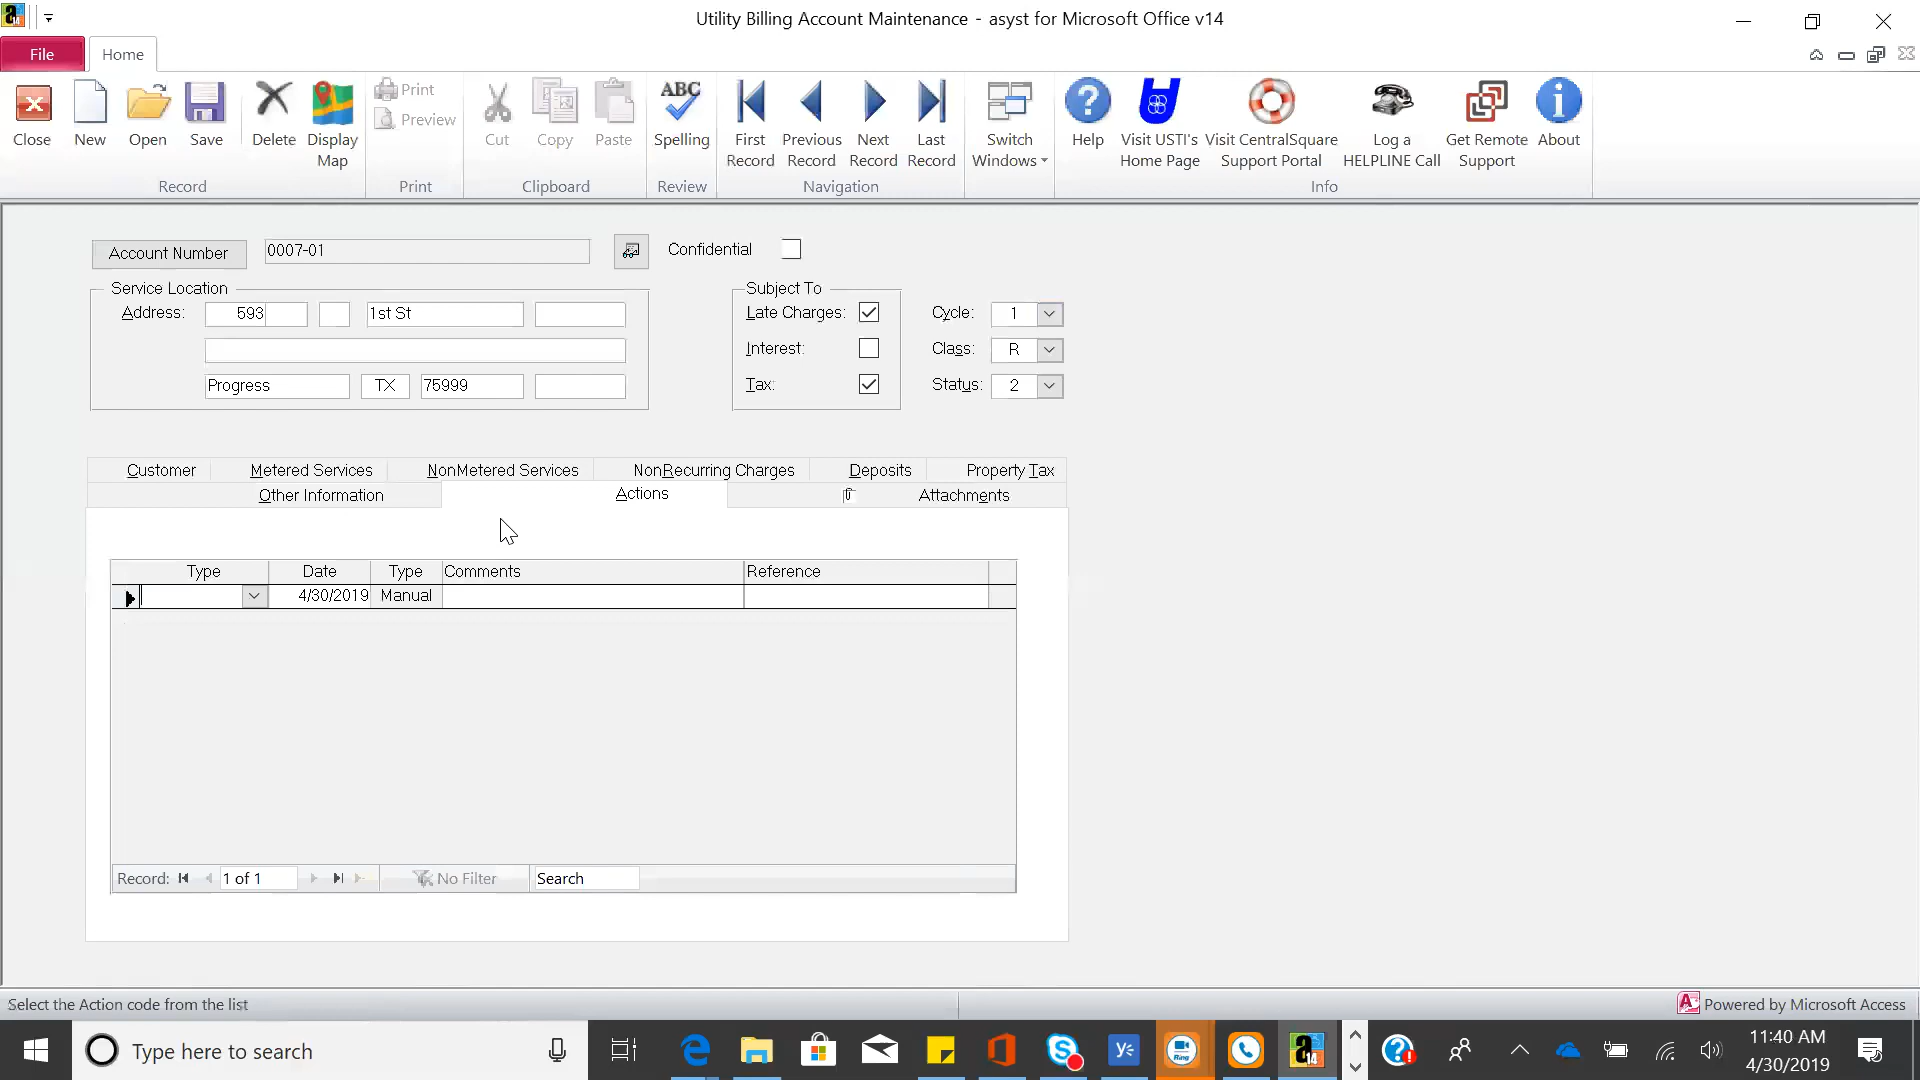 Utility Billing Account Maintenance - asyst for Microsoft Office v14
File Home
Close New Open Save Delete Display Map
Print
Preview
Cut Copy Paste
ABC
Spelling
First Record Previous Record Next Record Last Record
Switch Windows
Help Visit USTI's Home Page Visit CentralSquare Support Portal Log a HELPLINE Call Get Remote Support About
Record Print Clipboard Review Navigation Info
Account Number 0007-01 Confidential
Service Location
Address: 593 1st St
Progress TX 75999
Subject To
Late Charges:
Interest:
Tax:
Cycle: 1
Class: R
Status: 2
Customer Metered Services NonMetered Services NonRecurring Charges Deposits Property Tax
Other Information Actions Attachments
Type Date Type Comments Reference
4/30/2019 Manual
Record: 1 of 1 No Filter Search
Select the Action code from the list
Powered by Microsoft Access
Type here to search
Ring
11:40 AM
4/30/2019